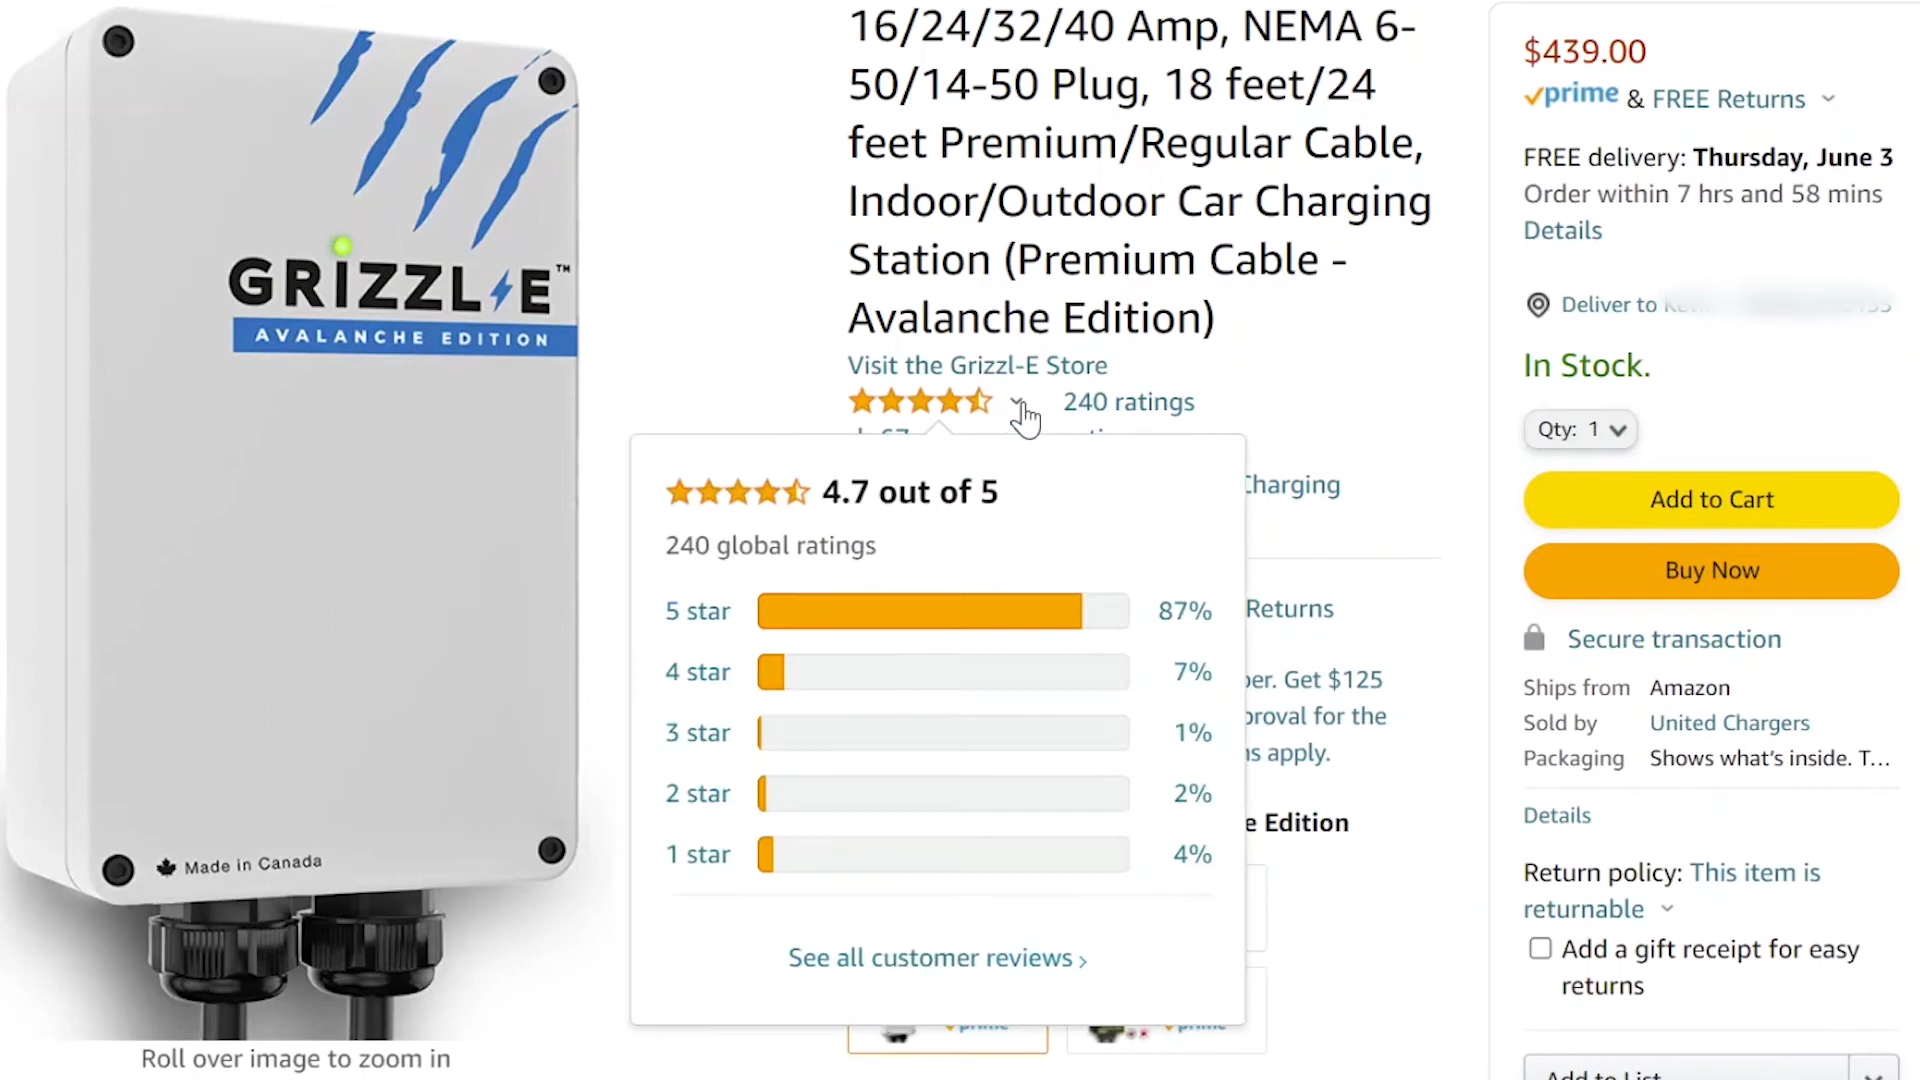 GRIZZL-E™
AVALANCHE EDITION
Made in Canada
Roll over image to zoom in
16/24/32/40 Amp, NEMA 6-
50/14-50 Plug, 18 feet/24
feet Premium/Regular Cable,
Indoor/Outdoor Car Charging
Station (Premium Cable -
Avalanche Edition)
Visit the Grizzl-E Store
240 ratings
4.7 out of 5
240 global ratings
5 star 87%
4 star 7%
3 star 1%
2 star 2%
1 star 4%
See all customer reviews ›
Charging
Returns
Get $125
for the
apply.
Edition
prime
prime
$439.00
prime & FREE Returns
FREE delivery: Thursday, June 3
Order within 7 hrs and 58 mins
Details
Deliver to
In Stock.
Qty: 1
Add to Cart
Buy Now
Secure transaction
Ships from Amazon
Sold by United Chargers
Packaging Shows what's inside. T...
Details
Return policy: This item is
returnable
Add a gift receipt for easy
returns
Add to List